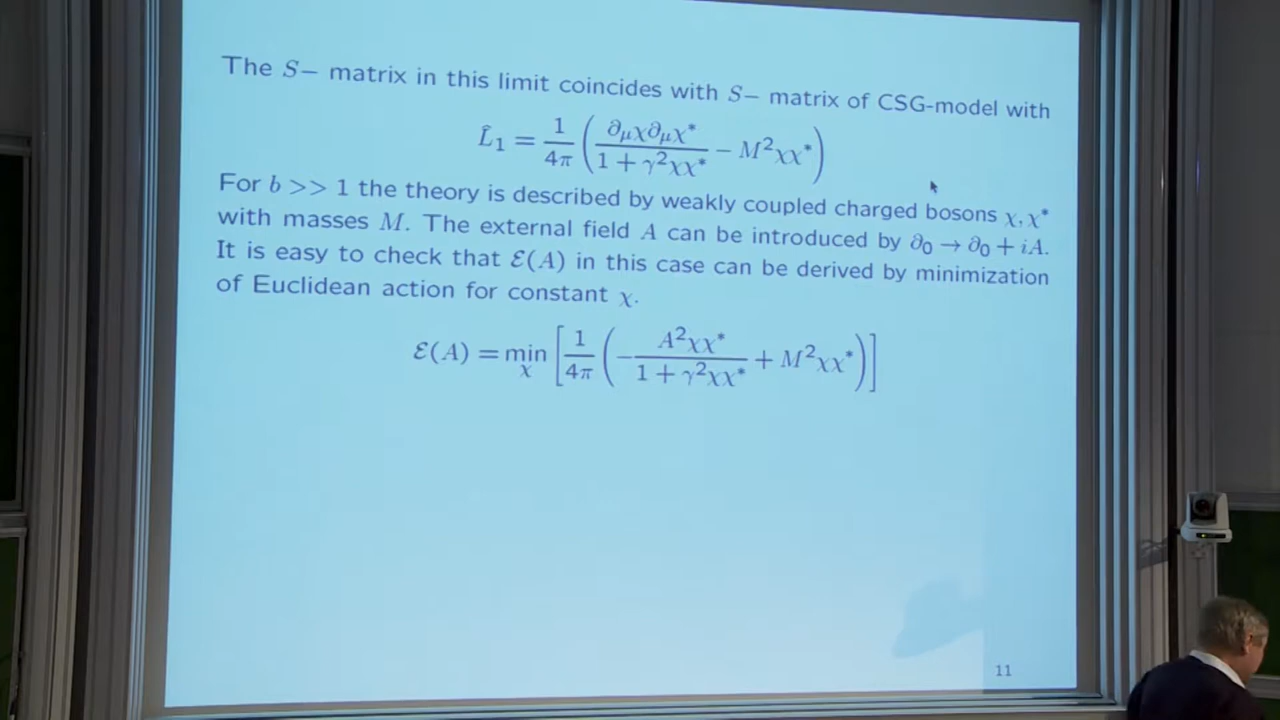 The S− matrix in this limit coincides with S− matrix of CSG-model with
L̂₁ = 1/4π ( ∂μχ∂μχ* / 1 + γ²χχ* − M²χχ* )
For b >> 1 the theory is described by weakly coupled charged bosons χ, χ*
with masses M. The external field A can be introduced by ∂₀ → ∂₀ + iA.
It is easy to check that ℰ(A) in this case can be derived by minimization
of Euclidean action for constant χ.
ℰ(A) = min χ [ 1/4π ( − A²χχ* / 1 + γ²χχ* + M²χχ* ) ]
11